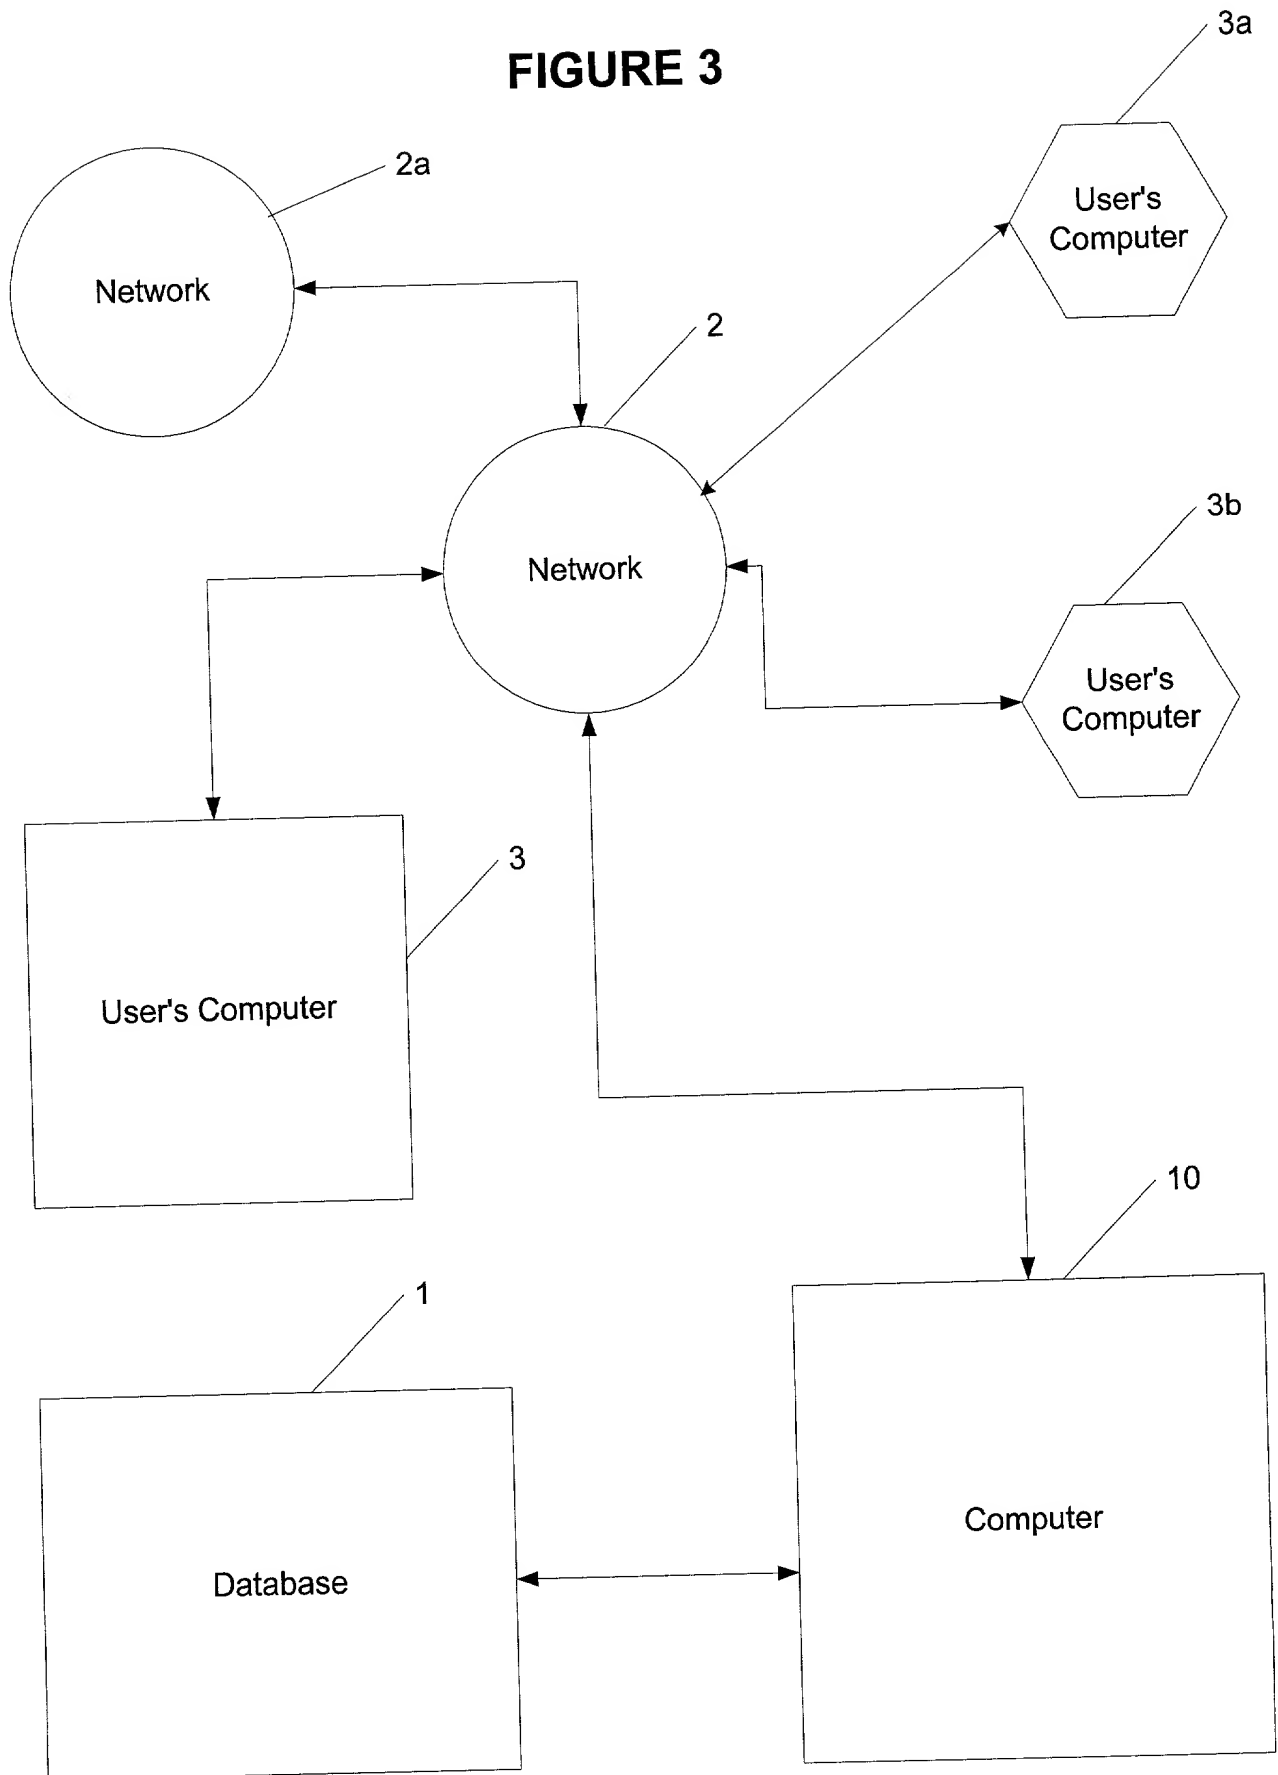 FIGURE 3
3a
2a
User's
Computer
Network
2
3b
Network
User's
Computer
3
User's Computer
10
1
Computer
Database